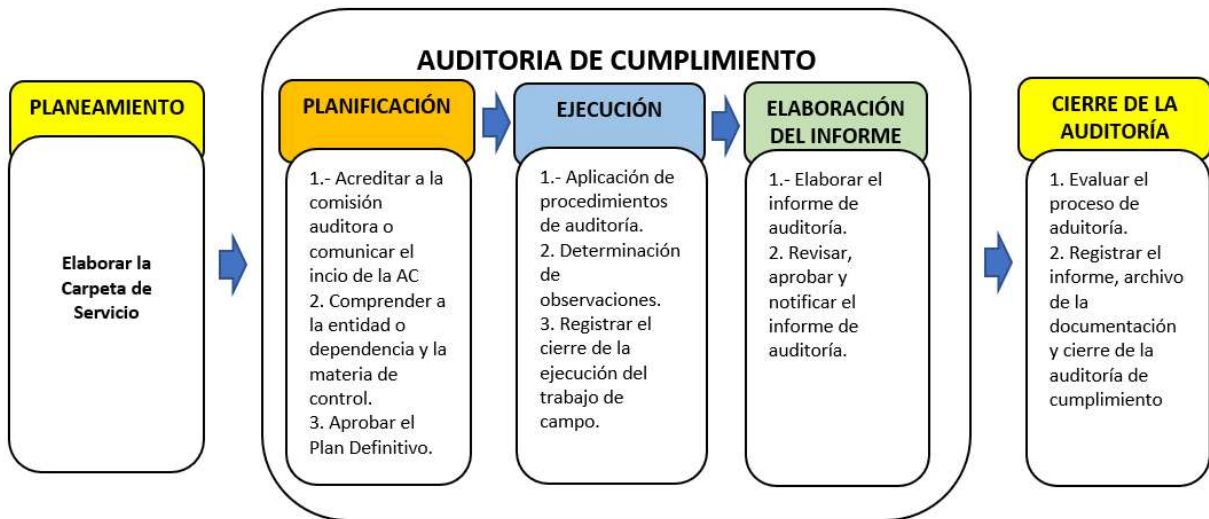 AUDITORIA DE CUMPLIMIENTO
PLANEAMIENTO
Elaborar la
Carpeta de
Servicio
PLANIFICACIÓN
1.- Acreditar a la
comisión
auditora o
comunicar el
incio de la AC
2. Comprender a
la entidad o
dependencia y la
materia de
control.
3. Aprobar el
Plan Definitivo.
EJECUCIÓN
1.- Aplicación de
procedimientos
de auditoría.
2. Determinación
de
observaciones.
3. Registrar el
cierre de la
ejecución del
trabajo de
campo.
ELABORACIÓN
DEL INFORME
1.- Elaborar el
informe de
auditoría.
2. Revisar,
aprobar y
notificar el
informe de
auditoría.
CIERRE DE LA
AUDITORÍA
1. Evaluar el
proceso de
aduitoría.
2. Registrar el
informe, archivo
de la
documentación
y cierre de la
auditoría de
cumplimiento